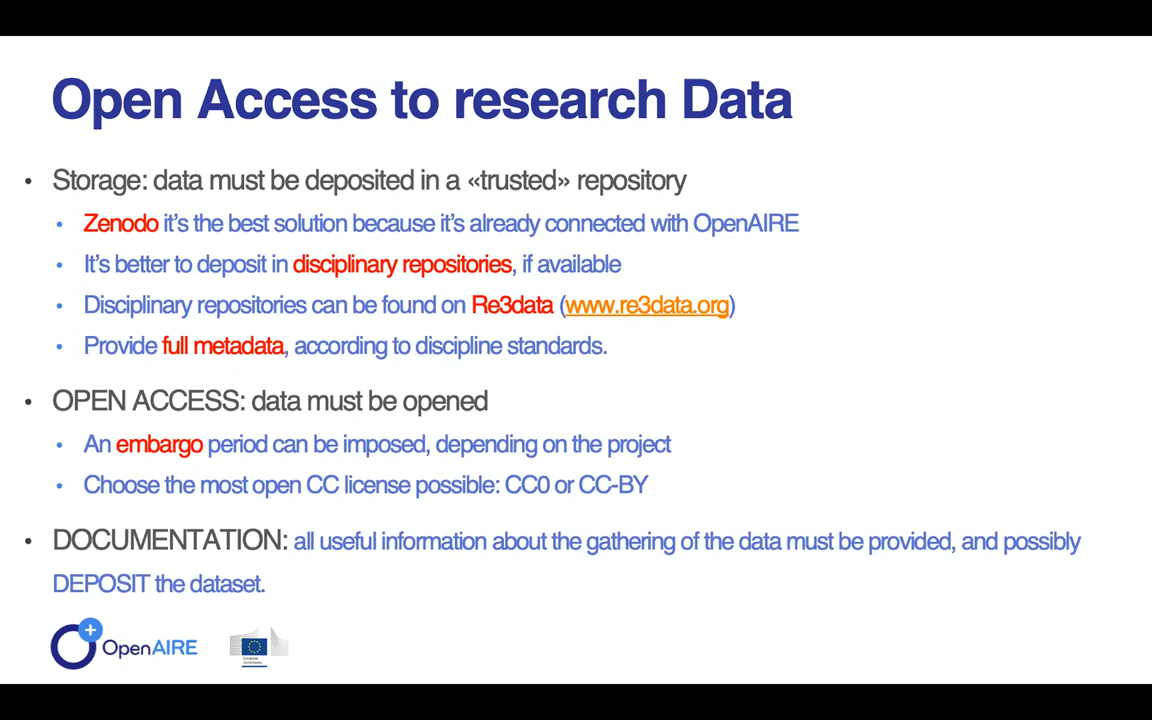 Open Access to research Data
• Storage: data must be deposited in a «trusted» repository
• Zenodo it’s the best solution because it’s already connected with OpenAIRE
• It’s better to deposit in disciplinary repositories, if available
• Disciplinary repositories can be found on Re3data (www.re3data.org)
• Provide full metadata, according to discipline standards.
• OPEN ACCESS: data must be opened
• An embargo period can be imposed, depending on the project
• Choose the most open CC license possible: CC0 or CC-BY
• DOCUMENTATION: all useful information about the gathering of the data must be provided, and possibly
DEPOSIT the dataset.
OpenAIRE
European
Commission